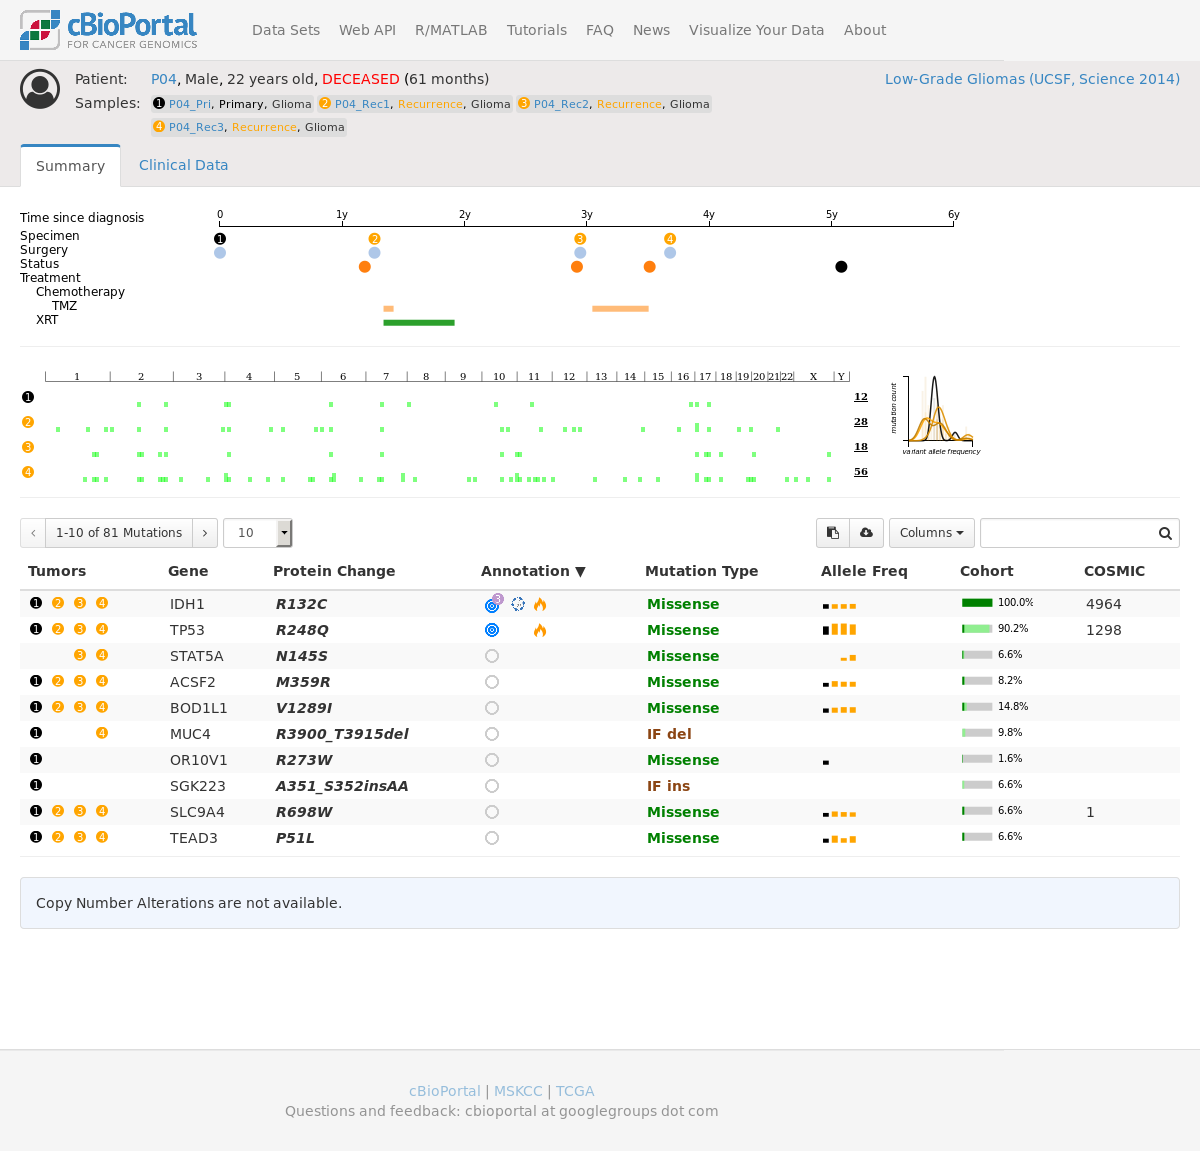 cBioPortal
FOR CANCER GENOMICS
Data Sets Web API R/MATLAB Tutorials FAQ News Visualize Your Data About
Patient: P04, Male, 22 years old, DECEASED (61 months) Low-Grade Gliomas (UCSF, Science 2014)
Samples: 1 P04_Pri, Primary, Glioma 2 P04_Rec1, Recurrence, Glioma 3 P04_Rec2, Recurrence, Glioma
4 P04_Rec3, Recurrence, Glioma
Summary Clinical Data
Time since diagnosis 0 1y 2y 3y 4y 5y 6y
Specimen 1 2 3 4
Surgery
Status
Treatment
Chemotherapy
TMZ
XRT
1 2 3 4 5 6 7 8 9 10 11 12 13 14 15 16 17 18 19 20 21 22 X Y
1 12
2 28
3 18
4 56
mutation count
variant allele frequency
‹ 1-10 of 81 Mutations › 10 Columns
Tumors Gene Protein Change Annotation ▼ Mutation Type Allele Freq Cohort COSMIC
1 2 3 4 IDH1 R132C 3 Missense 100.0% 4964
1 2 3 4 TP53 R248Q Missense 90.2% 1298
3 4 STAT5A N145S Missense 6.6%
1 2 3 4 ACSF2 M359R Missense 8.2%
1 2 3 4 BOD1L1 V1289I Missense 14.8%
1 4 MUC4 R3900_T3915del IF del 9.8%
1 OR10V1 R273W Missense 1.6%
1 SGK223 A351_S352insAA IF ins 6.6%
1 2 3 4 SLC9A4 R698W Missense 6.6% 1
1 2 3 4 TEAD3 P51L Missense 6.6%
Copy Number Alterations are not available.
cBioPortal | MSKCC | TCGA
Questions and feedback: cbioportal at googlegroups dot com